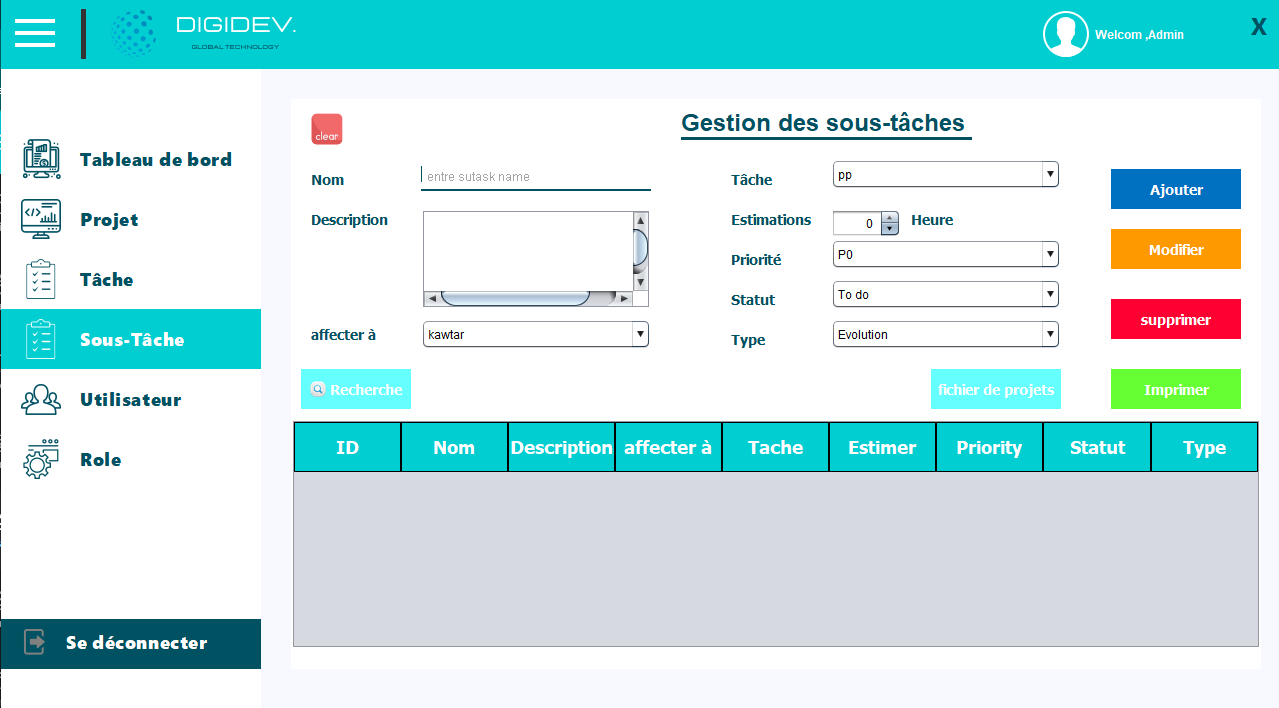 DIGIDEV.
GLOBAL TECHNOLOGY
Welcom ,Admin
X
Tableau de bord
Projet
Tâche
Sous-Tâche
Utilisateur
Role
Se déconnecter
clear
Gestion des sous-tâches
Nom
entre sutask name
Description
affecter à
kawtar
Tâche
pp
Estimations
0
Heure
Priorité
P0
Statut
To do
Type
Evolution
Ajouter
Modifier
supprimer
Recherche
fichier de projets
Imprimer
ID Nom Description affecter à Tache Estimer Priority Statut Type